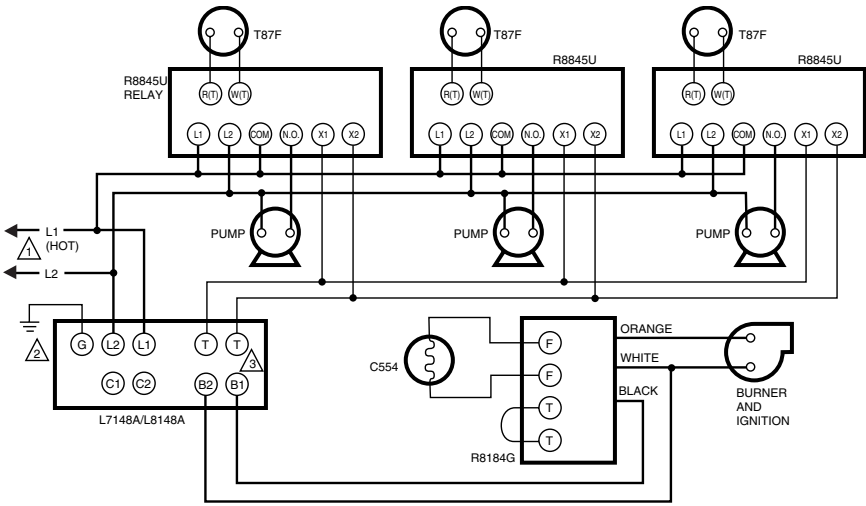 T87F
T87F
T87F
R8845U
RELAY
R8845U
R8845U
R(T) W(T)
R(T) W(T)
R(T) W(T)
L1 L2 COM N.O. X1 X2
L1 L2 COM N.O. X1 X2
L1 L2 COM N.O. X1 X2
PUMP
PUMP
PUMP
L1
(HOT)
1
L2
2
G L2 L1 T T
3
C1 C2 B2 B1
L7148A/L8148A
C554
F
F
T
T
R8184G
ORANGE
WHITE
BLACK
BURNER
AND
IGNITION